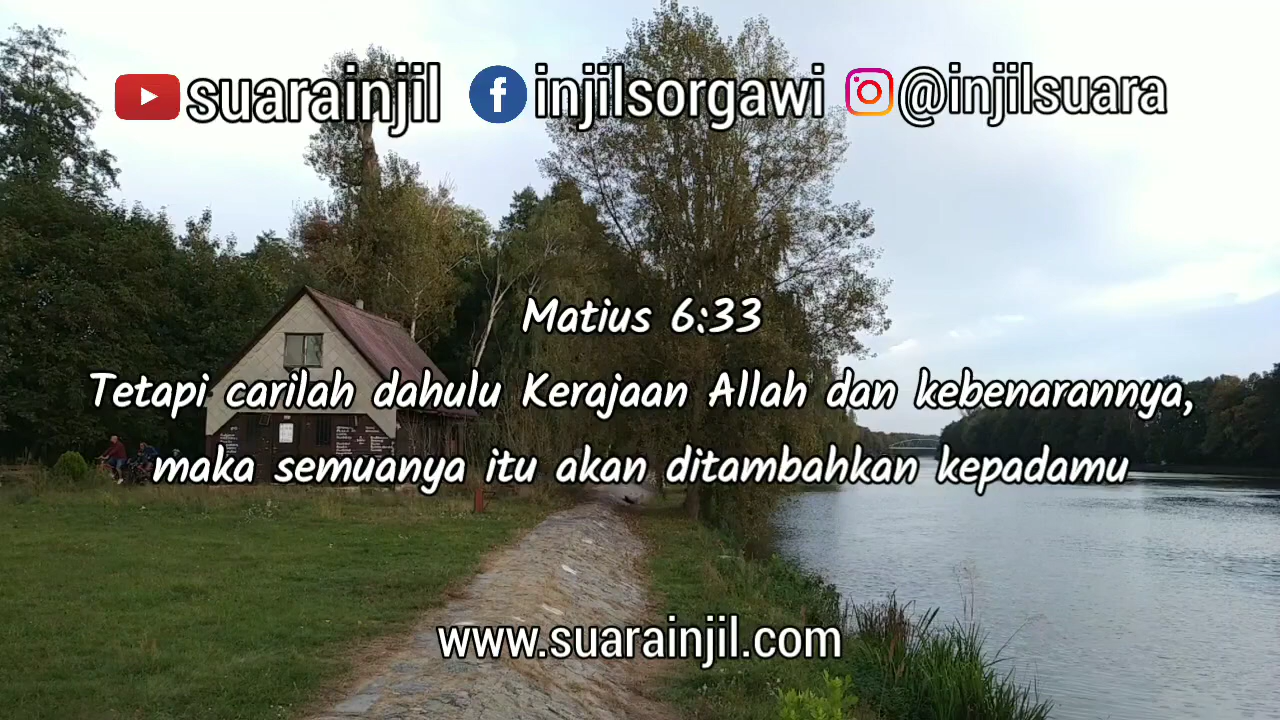 suarainjil injilsorgawi @injilsuara
Matius 6:33
Tetapi carilah dahulu Kerajaan Allah dan kebenarannya,
maka semuanya itu akan ditambahkan kepadamu
www.suarainjil.com